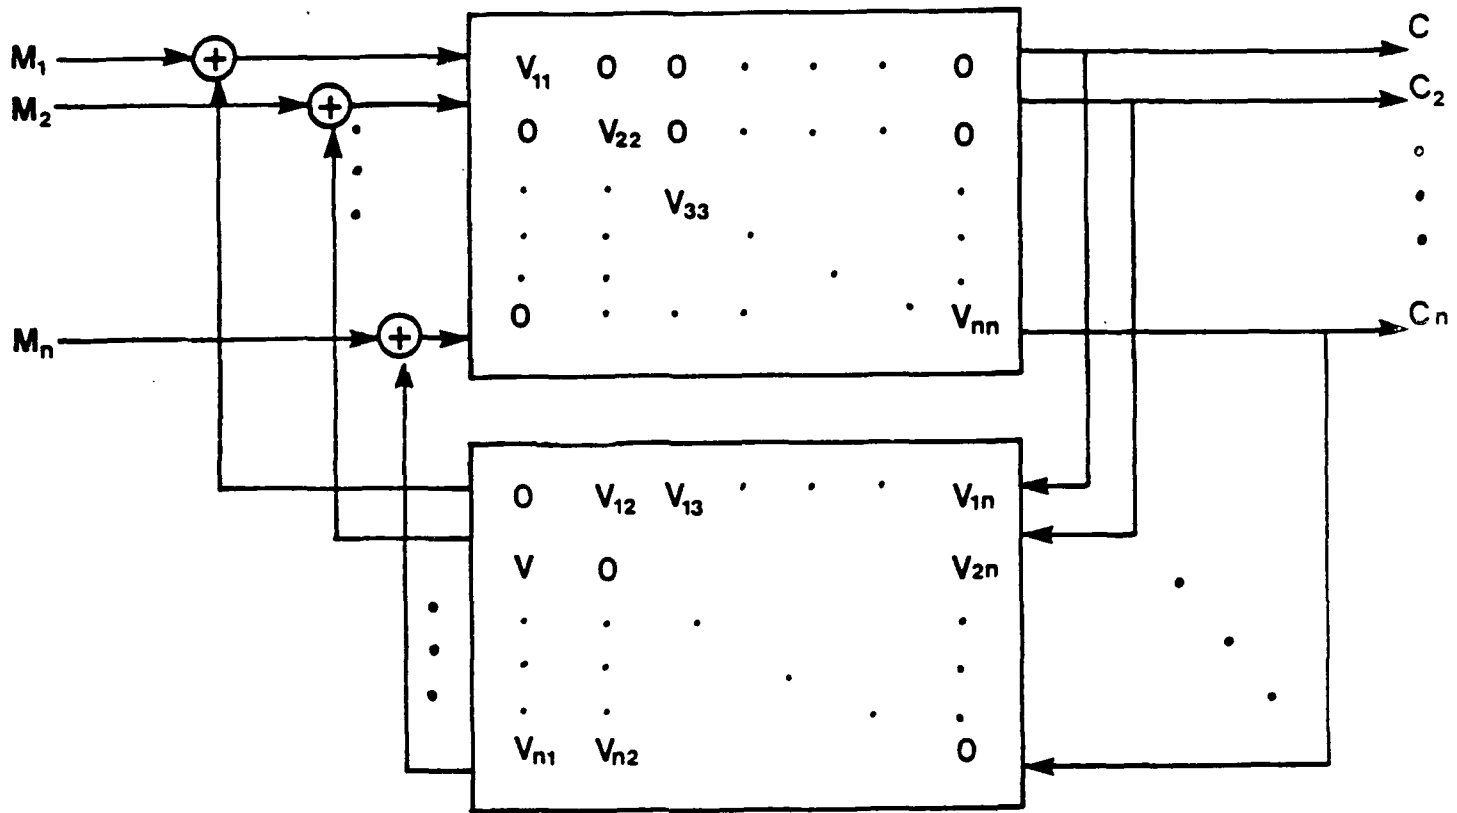 M1 + V11 0 0 . . . 0 C
M2 + 0 V22 0 . . . 0 C2
. . V33 .
. . . .
. . . .
Mn + 0 . . . . Vnn Cn
0 V12 V13 . . . V1n
V 0 V2n
. . . .
. . . .
. . . .
Vn1 Vn2 0